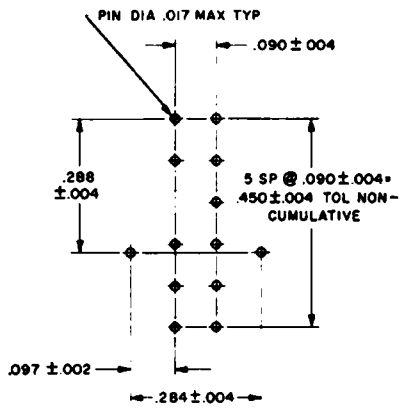 PIN DIA .017 MAX TYP
.090±.004
.288
±.004
5 SP @ .090±.004=
.450±.004 TOL NON-
CUMULATIVE
.097 ±.002
.284±.004